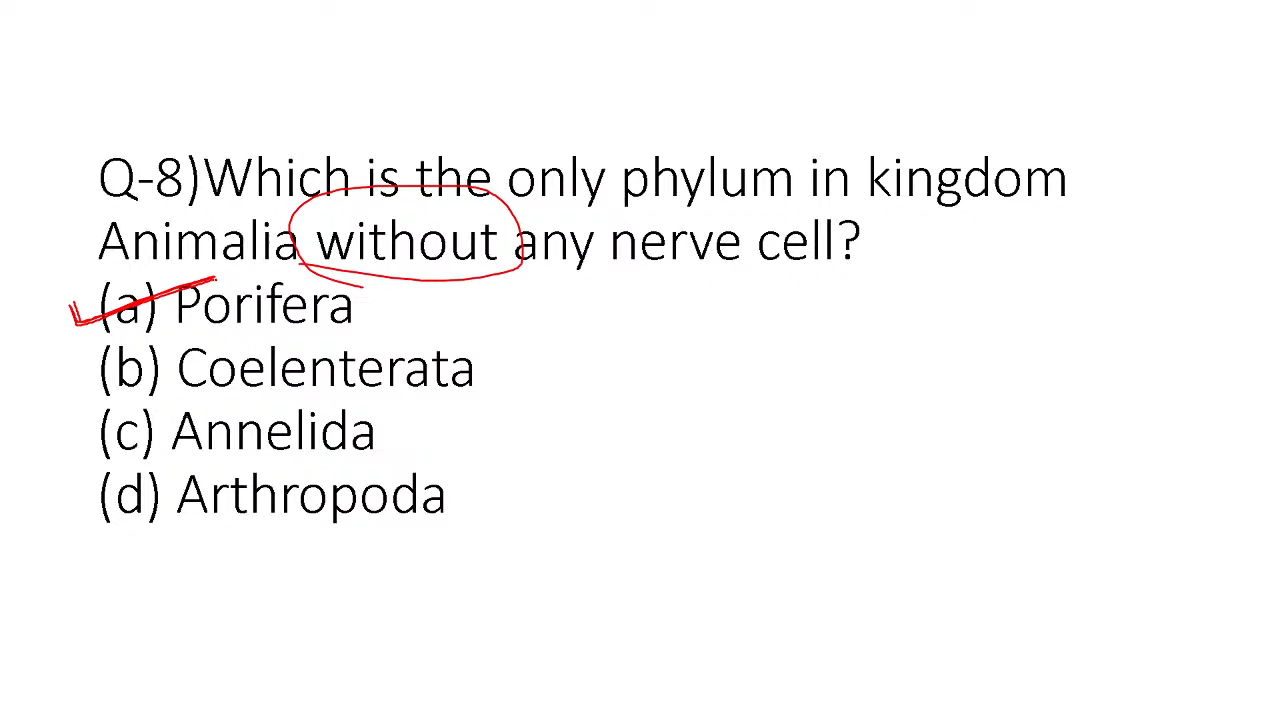 Q-8)Which is the only phylum in kingdom
Animalia without any nerve cell?
(a) Porifera
(b) Coelenterata
(c) Annelida
(d) Arthropoda